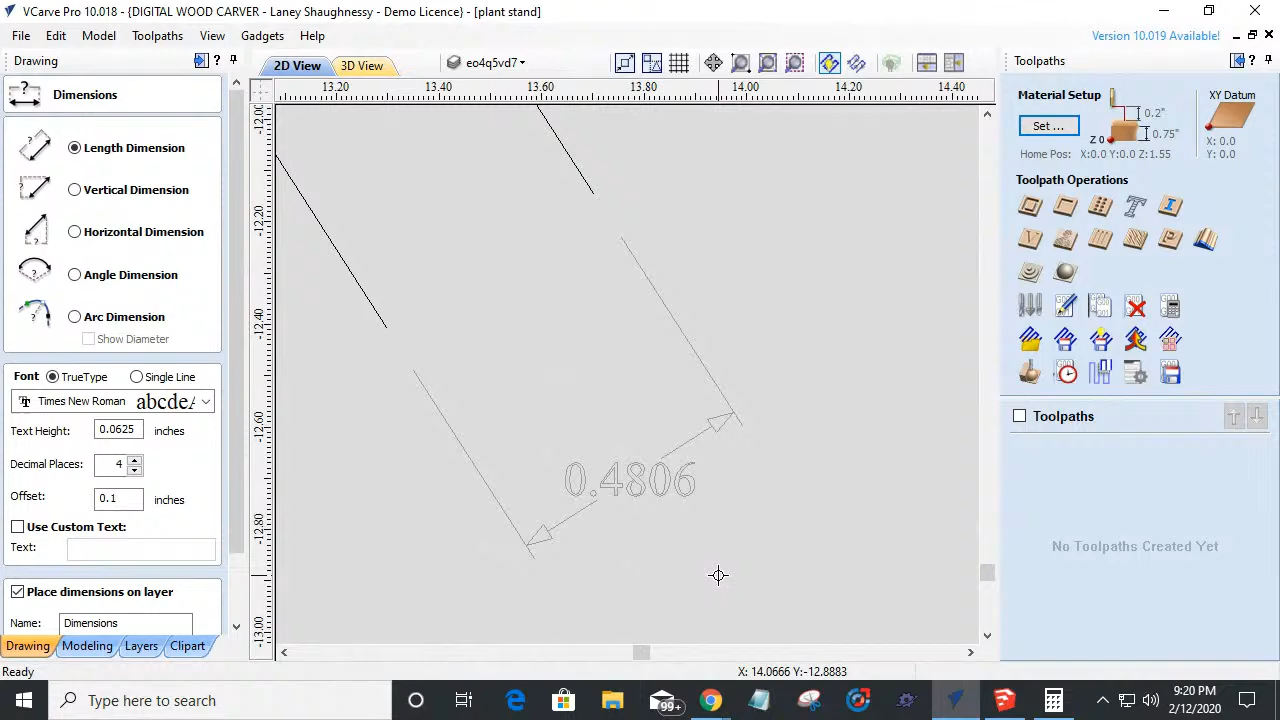 VCarve Pro 10.018 - {DIGITAL WOOD CARVER - Laney Shaughnessy - Demo Licence} - [plant stand]
File Edit Model Toolpaths View Gadgets Help
Version 10.019 Available!
Drawing
Dimensions
Length Dimension
Vertical Dimension
Horizontal Dimension
Angle Dimension
Arc Dimension
Show Diameter
Font TrueType Single Line
Times New Roman abcdeA
Text Height: 0.0625 inches
Decimal Places: 4
Offset: 0.1 inches
Use Custom Text:
Text:
Place dimensions on layer
Name: Dimensions
Drawing Modeling Layers Clipart
2D View 3D View eo4q5vd7
13.20 13.40 13.60 13.80 14.00 14.20 14.40
-12.20
-12.40
-12.60
-12.80
-13.00
0.4806
Toolpaths
Material Setup
Set ...
0.2"
Z 0
0.75"
XY Datum
X: 0.0
Y: 0.0
Home Pos: X:0.0 Y:0.0 Z:1.55
Toolpath Operations
Toolpaths
No Toolpaths Created Yet
Ready
X: 14.0666 Y:-12.8883
Type here to search
99+
9:20 PM
2/12/2020